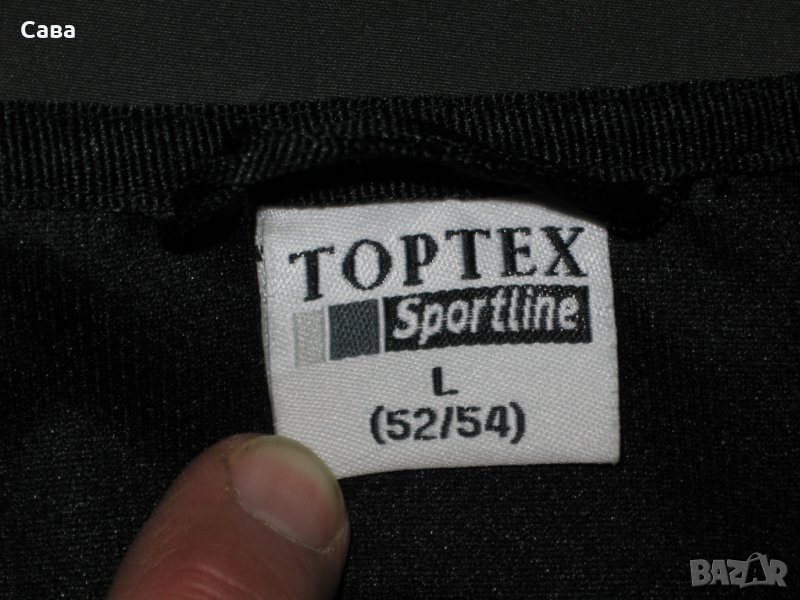 Сава
TOPTEX
Sportline
L
(52/54)
BAZAR